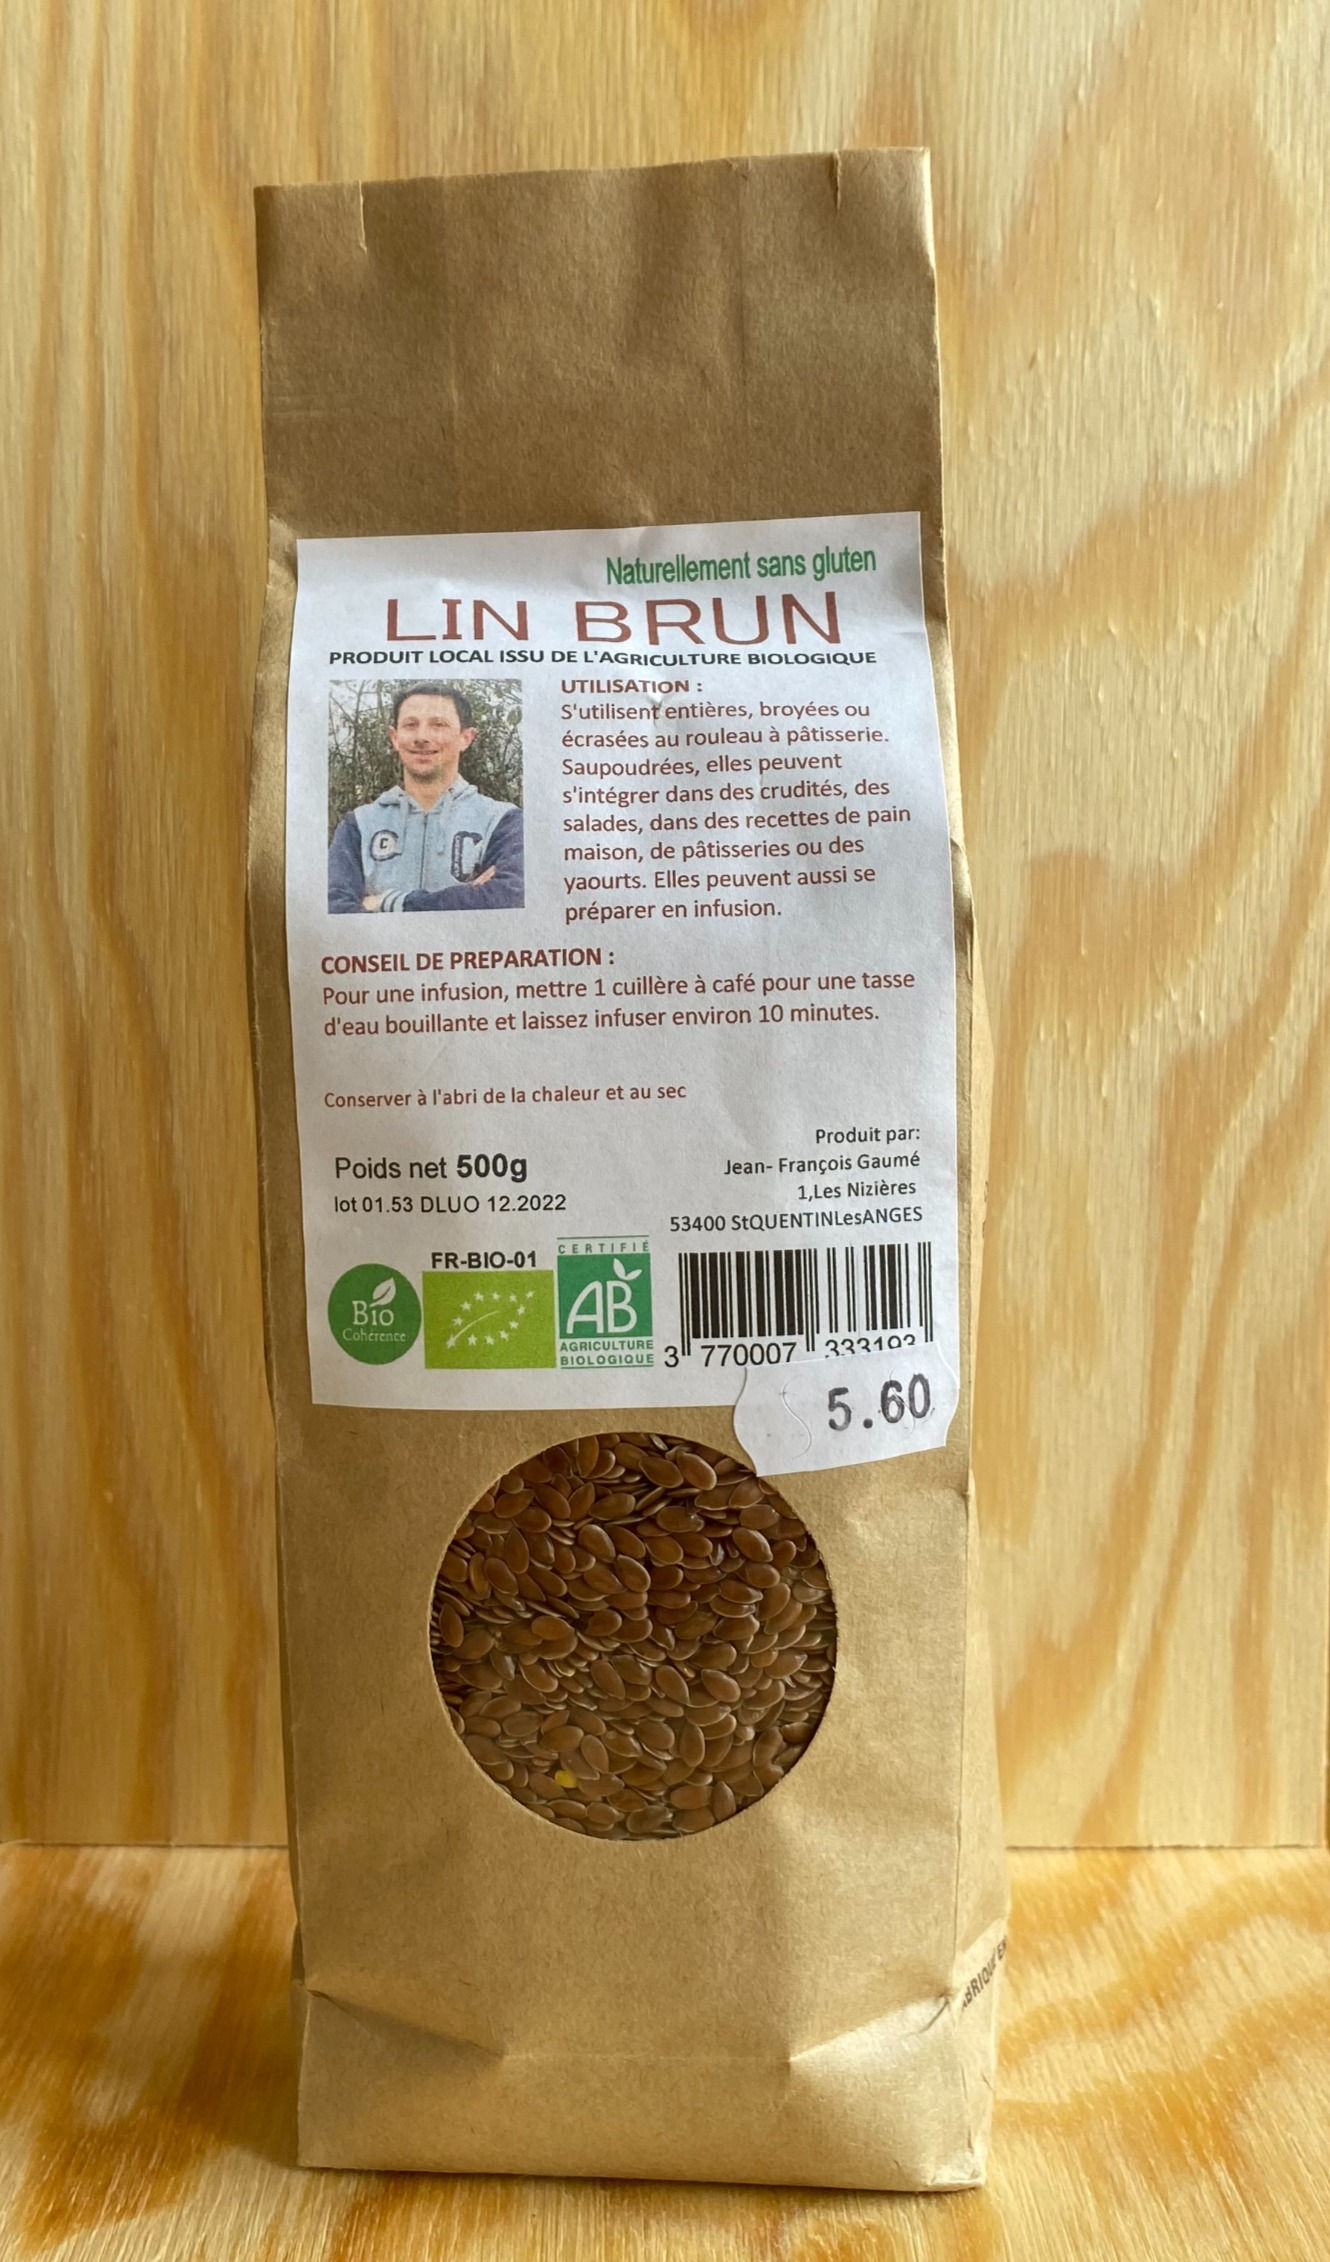 Naturellement sans gluten
LIN BRUN
PRODUIT LOCAL ISSU DE L'AGRICULTURE BIOLOGIQUE
C
C
UTILISATION :
S'utilisent entières, broyées ou
écrasées au rouleau à pâtisserie.
Saupoudrées, elles peuvent
s'intégrer dans des crudités, des
salades, dans des recettes de pain
maison, de pâtisseries ou des
yaourts. Elles peuvent aussi se
préparer en infusion.
CONSEIL DE PREPARATION :
Pour une infusion, mettre 1 cuillère à café pour une tasse
d'eau bouillante et laissez infuser environ 10 minutes.
Conserver à l'abri de la chaleur et au sec
Poids net 500g
lot 01.53 DLUO 12.2022
Produit par:
Jean- François Gaumé
1,Les Nizières
53400 StQUENTINLesANGES
FR-BIO-01
Bio
Cohérence
CERTIFIÉ
AB
AGRICULTURE
BIOLOGIQUE
3 770007 333193
5.60